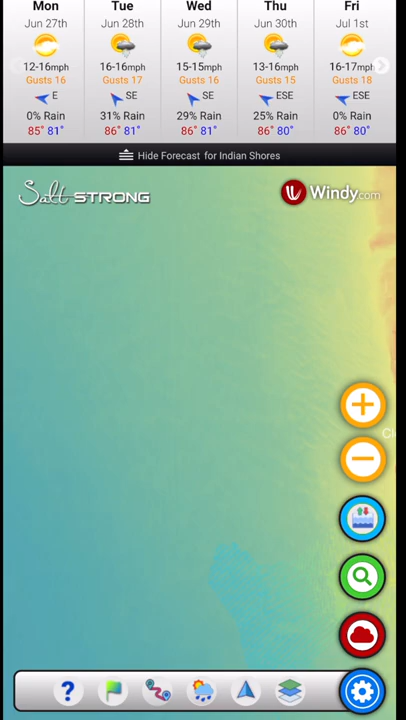 Mon Tue Wed Thu Fri
Jun 27th Jun 28th Jun 29th Jun 30th Jul 1st
12-16mph 16-16mph 15-15mph 13-16mph 16-17mph
Gusts 16 Gusts 17 Gusts 16 Gusts 15 Gusts 18
E SE SE ESE ESE
0% Rain 31% Rain 29% Rain 25% Rain 0% Rain
85° 81° 86° 81° 86° 81° 86° 80° 86° 80°
Hide Forecast for Indian Shores
Salt STRONG Windy.com
?